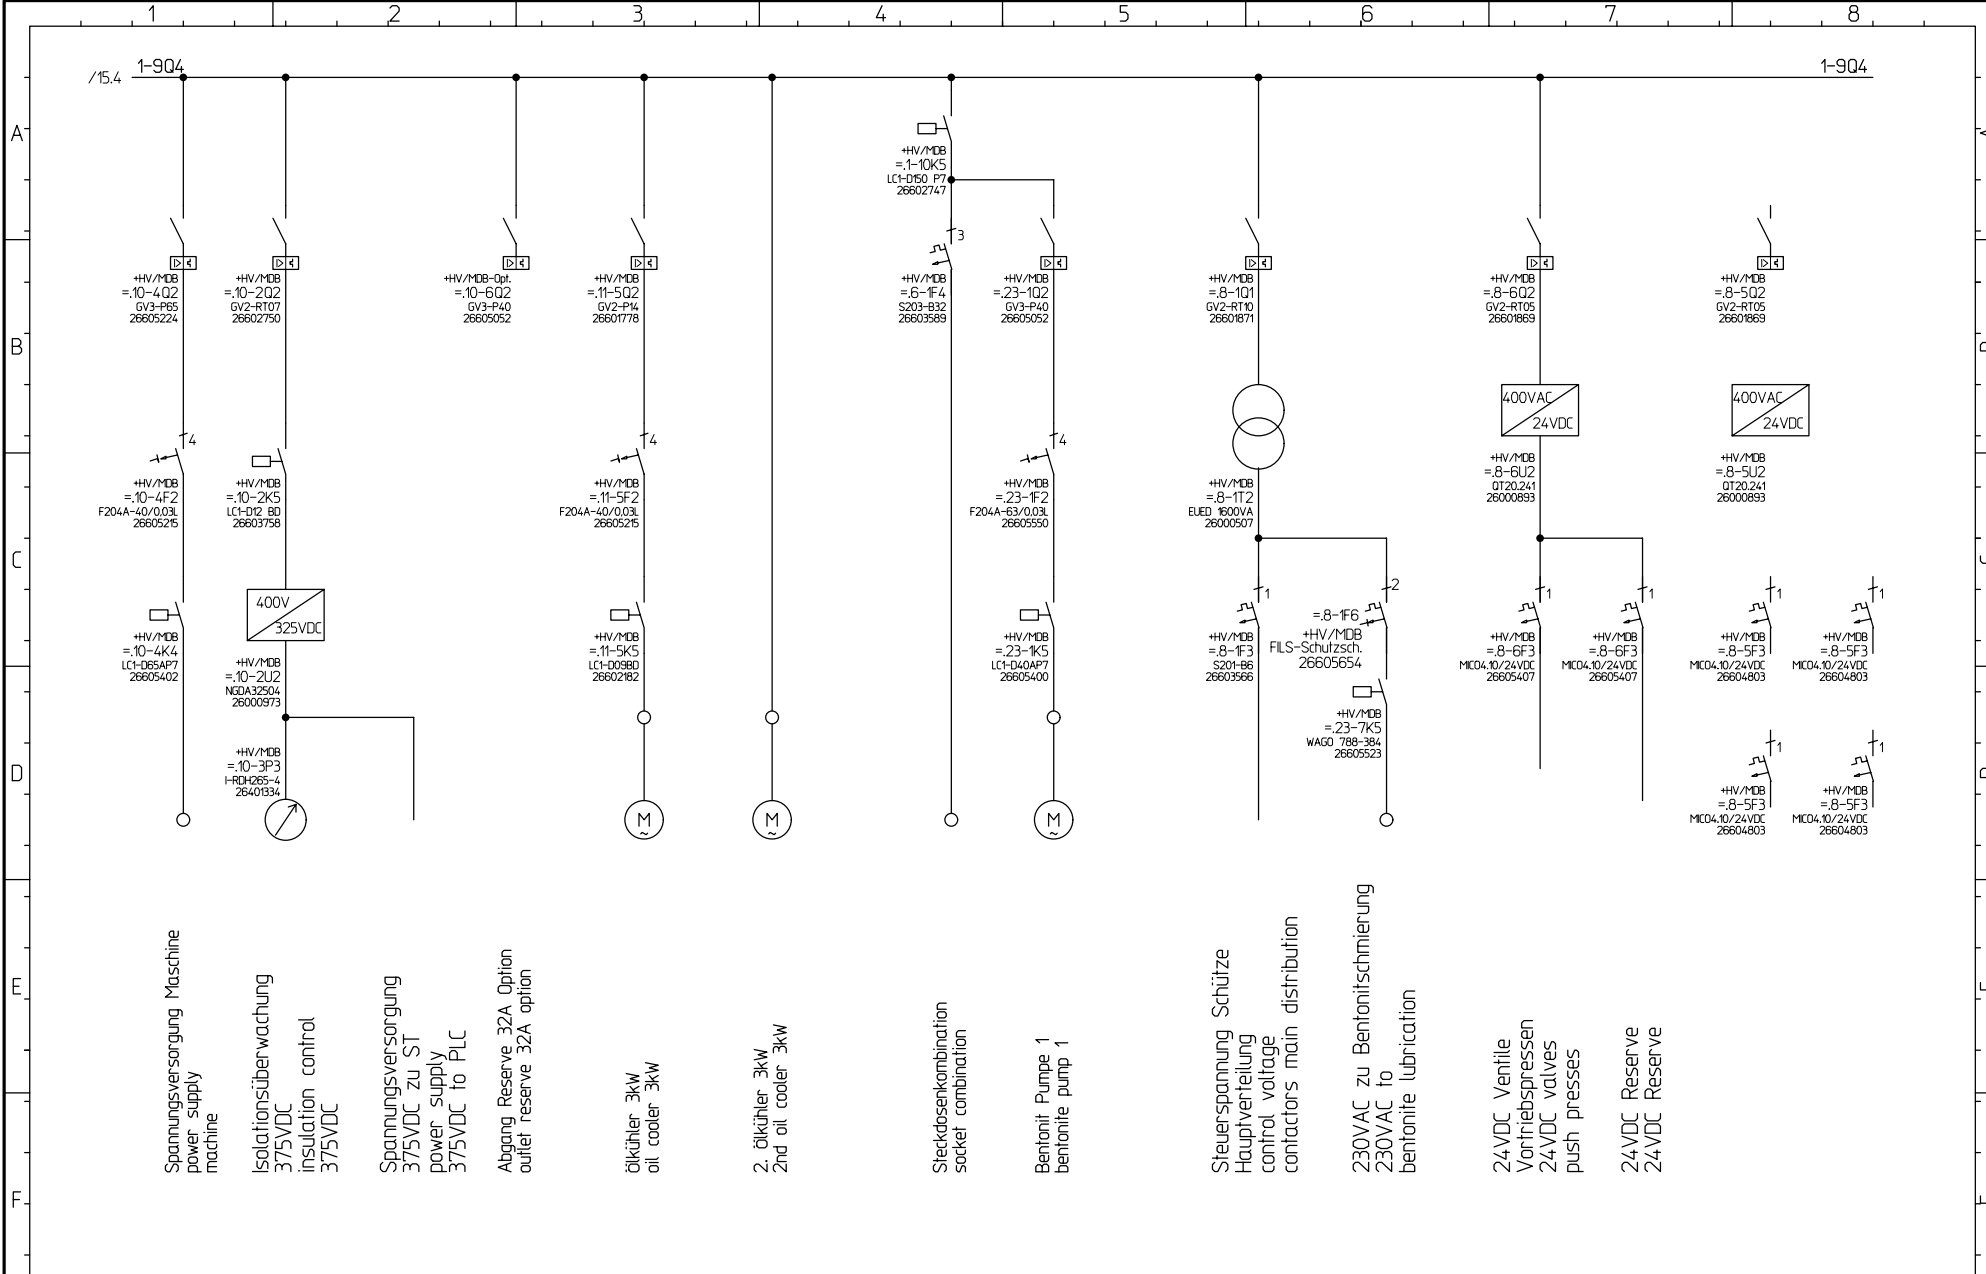 1 2 3 4 5 6 7 8
/15.4 1-9Q4 1-9Q4
A
+HV/MDB
=.1-10K5
LC1-D150 P7
26602747
3
+HV/MDB
=.10-4Q2
GV3-P65
26605224
+HV/MDB
=.10-2Q2
GV2-RT07
26602750
+HV/MDB-Opt.
=.10-6Q2
GV3-P40
26605052
+HV/MDB
=.11-5Q2
GV2-P14
26601778
+HV/MDB
=.6-1F4
S203-B32
26603589
+HV/MDB
=.23-1Q2
GV3-P40
26605052
+HV/MDB
=.8-1Q1
GV2-RT10
26601871
+HV/MDB
=.8-6Q2
GV2-RT05
26601869
+HV/MDB
=.8-5Q2
GV2-RT05
26601869
B
400VAC
24VDC
400VAC
24VDC
4
4
4
+HV/MDB
=.10-4F2
F204A-40/0,03L
26605215
+HV/MDB
=.10-2K5
LC1-D12 BD
26603758
+HV/MDB
=.11-5F2
F204A-40/0,03L
26605215
+HV/MDB
=.23-1F2
F204A-63/0,03L
26605550
+HV/MDB
=.8-1T2
EUED 1600VA
26000507
+HV/MDB
=.8-6U2
QT20.241
26000893
+HV/MDB
=.8-5U2
QT20.241
26000893
C
400V
325VDC
1
2
1
1
1
1
+HV/MDB
=.10-4K4
LC1-D65AP7
26605402
+HV/MDB
=.10-2U2
NGDA32504
26000973
+HV/MDB
=.11-5K5
LC1-D09BD
26602182
+HV/MDB
=.23-1K5
LC1-D40AP7
26605400
+HV/MDB
=.8-1F3
S201-B6
26603566
=.8-1F6
+HV/MDB
FILS-Schutzsch.
26605654
+HV/MDB
=.8-6F3
MICO4.10/24VDC
26605407
+HV/MDB
=.8-6F3
MICO4.10/24VDC
26605407
+HV/MDB
=.8-5F3
MICO4.10/24VDC
26604803
+HV/MDB
=.8-5F3
MICO4.10/24VDC
26604803
D
+HV/MDB
=.10-3P3
I-RDH265-4
26401334
+HV/MDB
=.23-7K5
WAGO 788-384
26605523
1
1
+HV/MDB
=.8-5F3
MICO4.10/24VDC
26604803
+HV/MDB
=.8-5F3
MICO4.10/24VDC
26604803
M
~
M
~
M
~
E
Spannungsversorgung Maschine
power supply
machine
Isolationsüberwachung
375VDC
insulation control
375VDC
Spannungsversorgung
375VDC zu ST
power supply
375VDC to PLC
Abgang Reserve 32A Option
outlet reserve 32A option
Ölkühler 3kW
oil cooler 3kW
2. Ölkühler 3kW
2nd oil cooler 3kW
Steckdosenkombination
socket combination
Bentonit Pumpe 1
bentonite pump 1
Steuerspannung Schütze
Hauptverteilung
control voltage
contactors main distribution
230VAC zu Bentonitschmierung
230VAC to
bentonite lubrication
24VDC Ventile
Vortriebspressen
24VDC valves
push presses
24VDC Reserve
24VDC Reserve
F